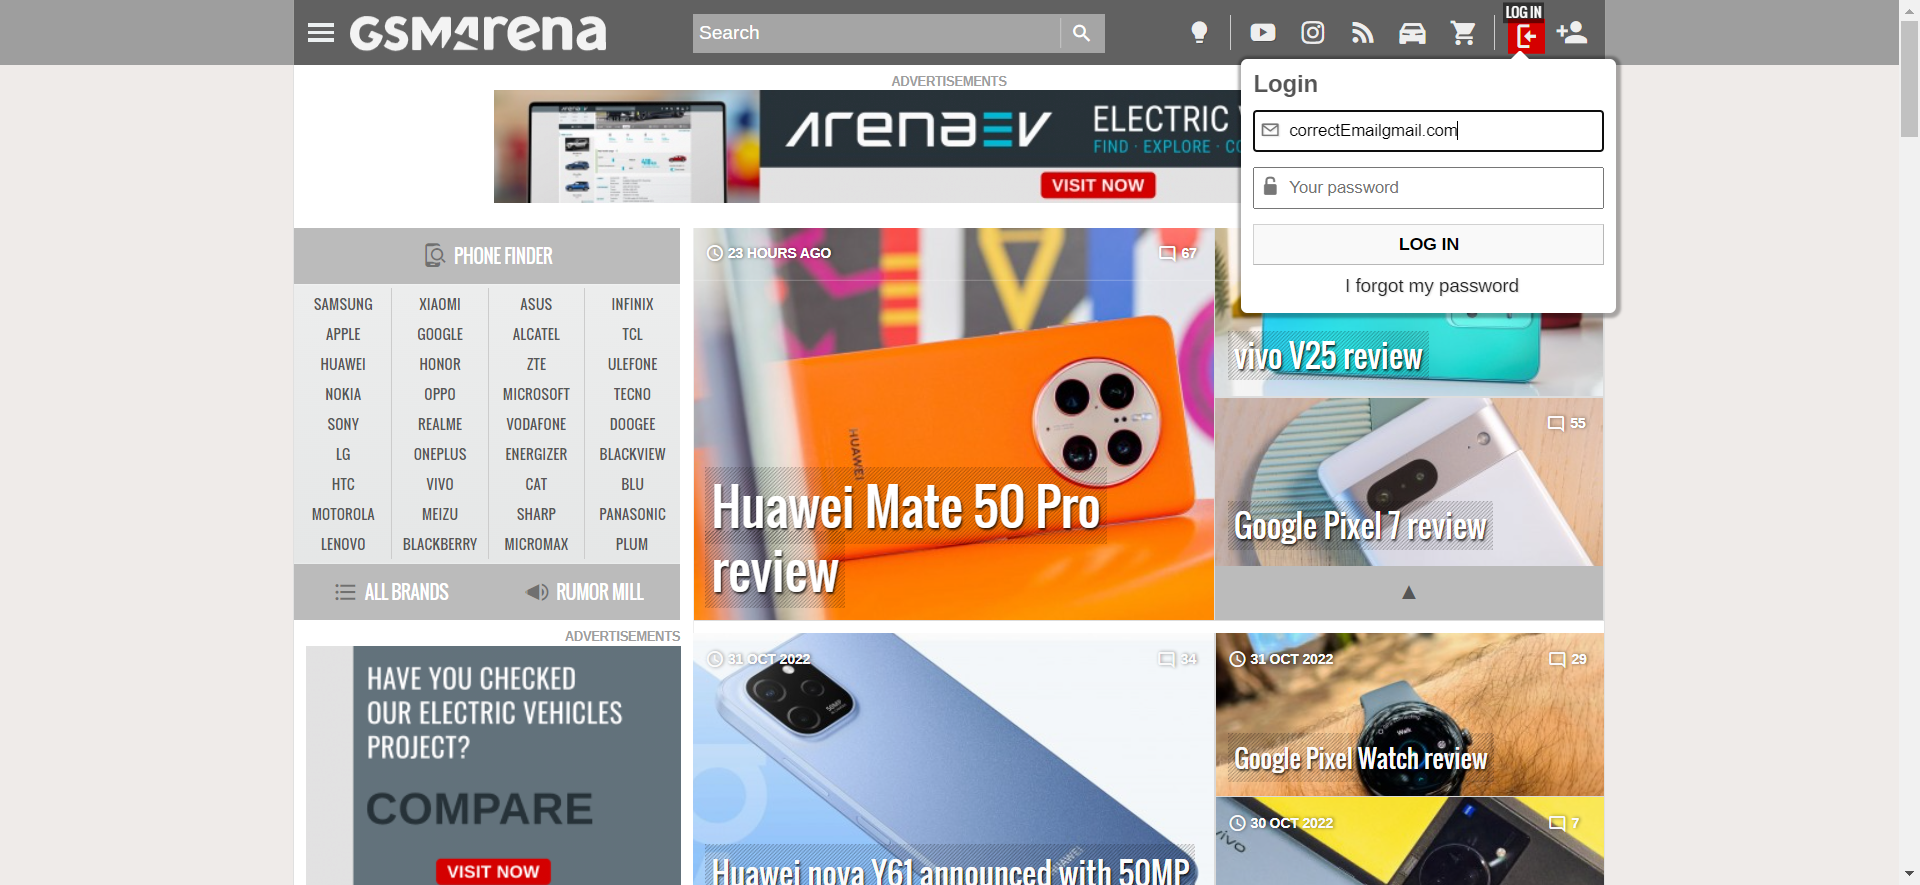 GSMArena
Search
LOG IN
Login
correctEmailgmail.com
Your password
LOG IN
I forgot my password
ADVERTISEMENTS
ArenaEV
ELECTRIC
FIND · EXPLORE ·
VISIT NOW
PHONE FINDER
SAMSUNG XIAOMI ASUS INFINIX
APPLE GOOGLE ALCATEL TCL
HUAWEI HONOR ZTE ULEFONE
NOKIA OPPO MICROSOFT TECNO
SONY REALME VODAFONE DOOGEE
LG ONEPLUS ENERGIZER BLACKVIEW
HTC VIVO CAT BLU
MOTOROLA MEIZU SHARP PANASONIC
LENOVO BLACKBERRY MICROMAX PLUM
ALL BRANDS RUMOR MILL
ADVERTISEMENTS
HAVE YOU CHECKED
OUR ELECTRIC VEHICLES
PROJECT?
COMPARE
VISIT NOW
23 HOURS AGO 67
HUAWEI
Huawei Mate 50 Pro
review
vivo V25 review
55
Google Pixel 7 review
31 OCT 2022 34
50MP
HUAWEI
Huawei nova Y61 announced with 50MP
31 OCT 2022 29
Walk
Google Pixel Watch review
30 OCT 2022 7
vivo